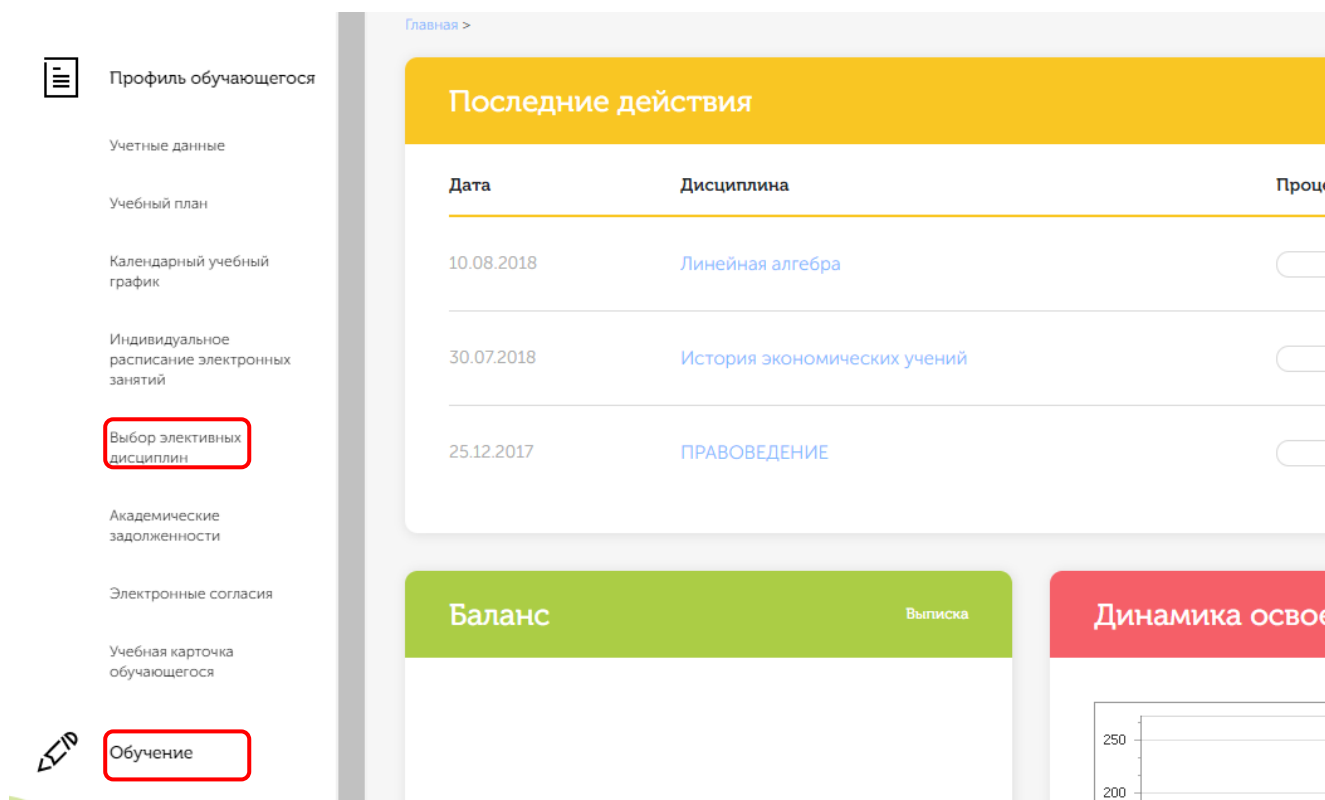 Главная >
Профиль обучающегося
Учетные данные
Учебный план
Календарный учебный
график
Индивидуальное
расписание электронных
занятий
Выбор элективных
дисциплин
Академические
задолженности
Электронные согласия
Учебная карточка
обучающегося
Обучение
Последние действия
Дата Дисциплина
10.08.2018 Линейная алгебра
30.07.2018 История экономических учений
25.12.2017 ПРАВОВЕДЕНИЕ
Баланс Выписка
Динамика
250
200